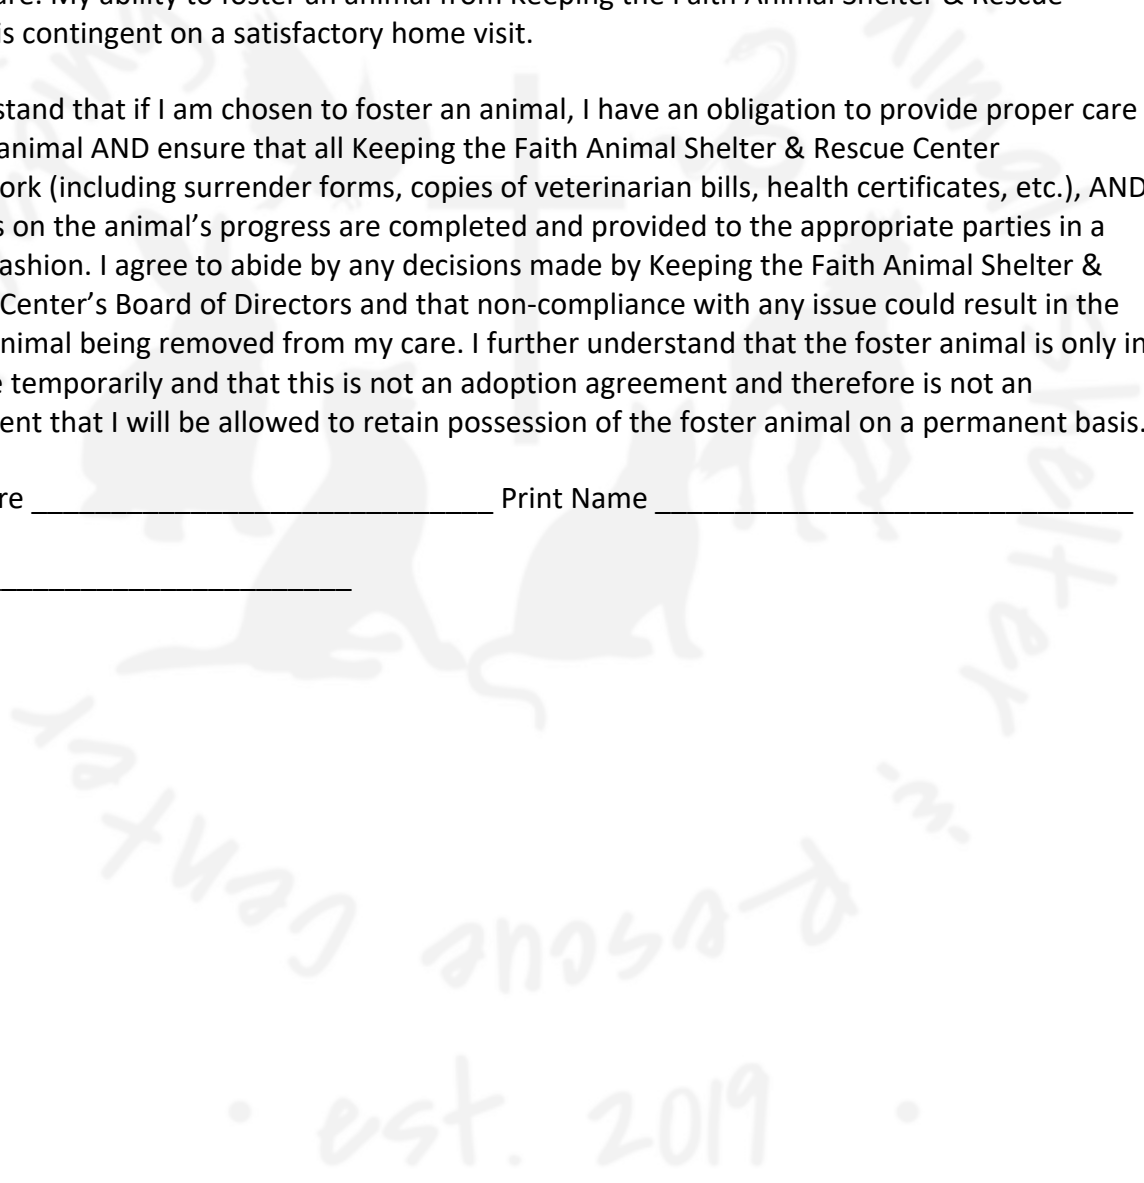 are. My ability to foster an animal from Keeping the Faith Animal Shelter & Rescue
is contingent on a satisfactory home visit.
stand that if I am chosen to foster an animal, I have an obligation to provide proper care
animal AND ensure that all Keeping the Faith Animal Shelter & Rescue Center
ork (including surrender forms, copies of veterinarian bills, health certificates, etc.), AND
s on the animal’s progress are completed and provided to the appropriate parties in a
ashion. I agree to abide by any decisions made by Keeping the Faith Animal Shelter &
Center’s Board of Directors and that non-compliance with any issue could result in the
nimal being removed from my care. I further understand that the foster animal is only in
e temporarily and that this is not an adoption agreement and therefore is not an
ent that I will be allowed to retain possession of the foster animal on a permanent basis.
re ______________________________ Print Name _______________________________
_______________________
Animal Shelter & Rescue Center
• est. 2019 •